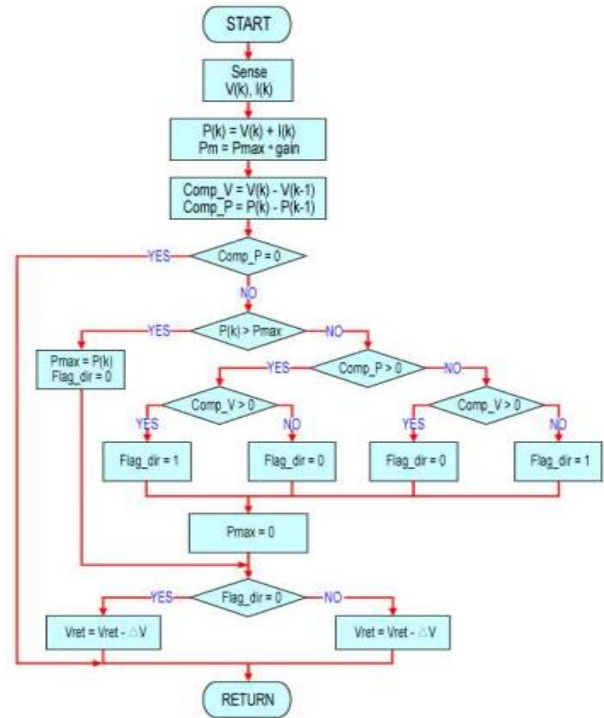 START
Sense
V(k), I(k)
P(k) = V(k) + I(k)
Pm = Pmax * gain
Comp_V = V(k) - V(k-1)
Comp_P = P(k) - P(k-1)
YES
Comp_P = 0
NO
YES
P(k) > Pmax
NO
Pmax = P(k)
Flag_dir = 0
YES
Comp_P > 0
NO
Comp_V > 0
Comp_V > 0
YES
NO
YES
NO
Flag_dir = 1
Flag_dir = 0
Flag_dir = 0
Flag_dir = 1
Pmax = 0
YES
Flag_dir = 0
NO
Vret = Vret - △V
Vret = Vret - △V
RETURN